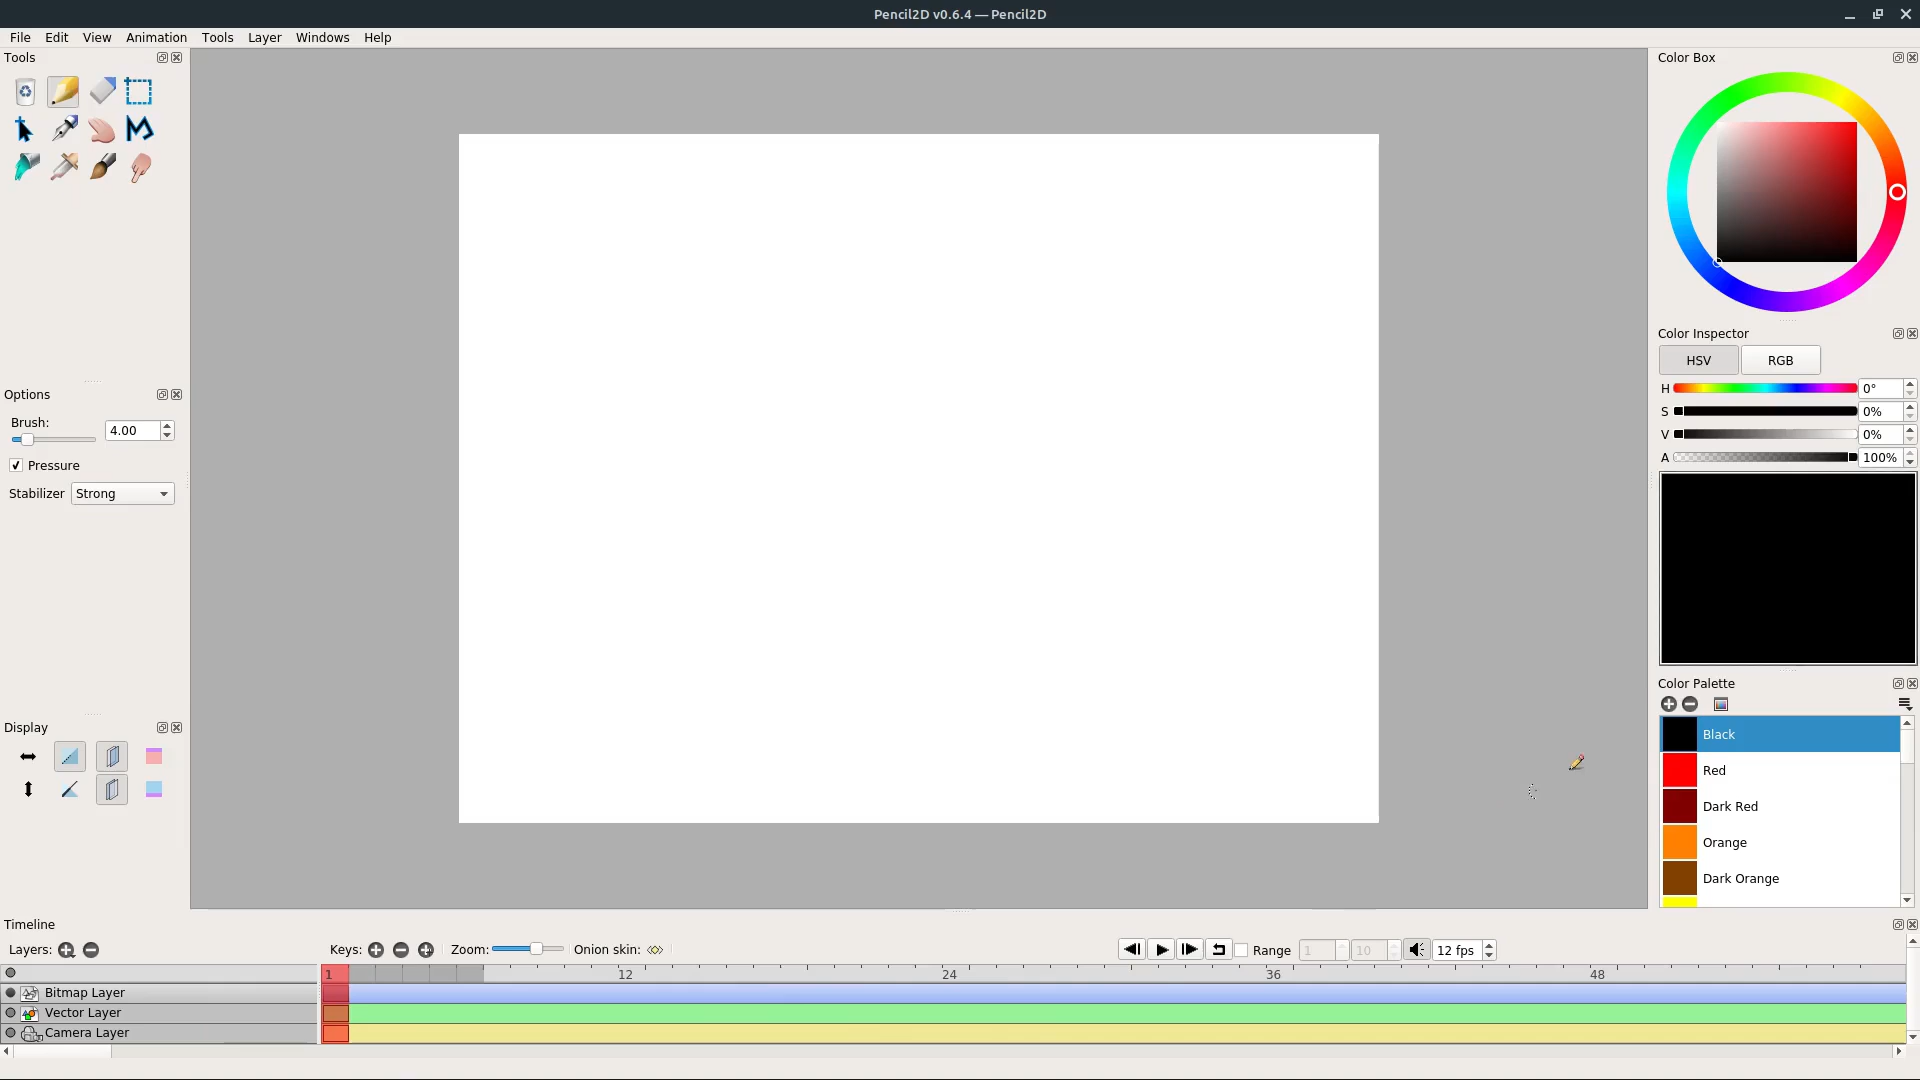 Pencil2D v0.6.4 — Pencil2D
File Edit View Animation Tools Layer Windows Help
Tools
Options
Brush:
4.00
Pressure
Stabilizer Strong
Display
Color Box
Color Inspector
HSV RGB
H 0°
S 0%
V 0%
A 100%
Color Palette
Black
Red
Dark Red
Orange
Dark Orange
Timeline
Layers: Keys: Zoom: Onion skin: Range 1 10 12 fps
1 12 24 36 48
Bitmap Layer
Vector Layer
Camera Layer